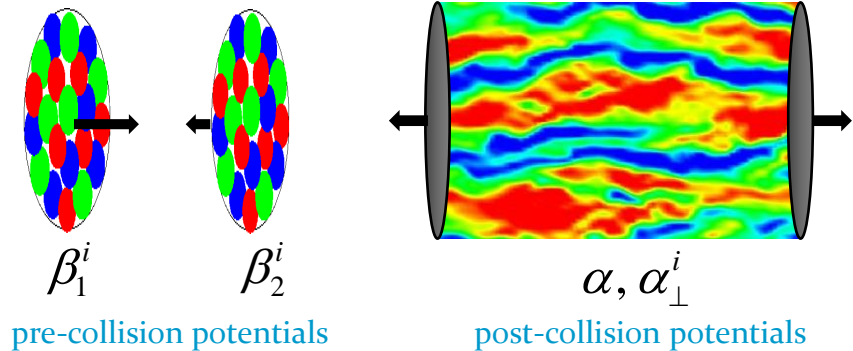 β₁ⁱ β₂ⁱ α, α⊥ⁱ
pre-collision potentials post-collision potentials